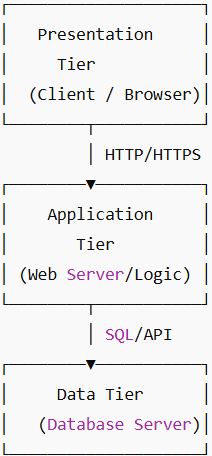 Presentation
Tier
(Client / Browser)
HTTP/HTTPS
Application
Tier
(Web Server/Logic)
SQL/API
Data Tier
(Database Server)